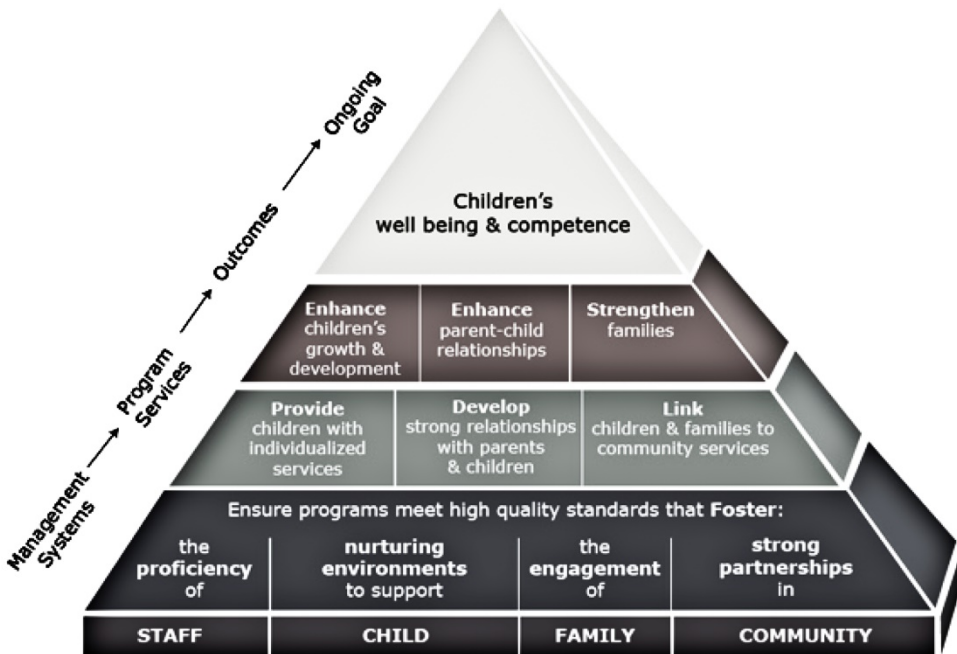 Ongoing
Goal
Outcomes
Program
Services
Management
Systems
Children's
well being & competence
Enhance
children's
growth &
development
Enhance
parent-child
relationships
Strengthen
families
Provide
children with
individualized
services
Develop
strong relationships
with parents
& children
Link
children & families to
community services
Ensure programs meet high quality standards that Foster:
the
proficiency
of
nurturing
environments
to support
the
engagement
of
strong
partnerships
in
STAFF
CHILD
FAMILY
COMMUNITY